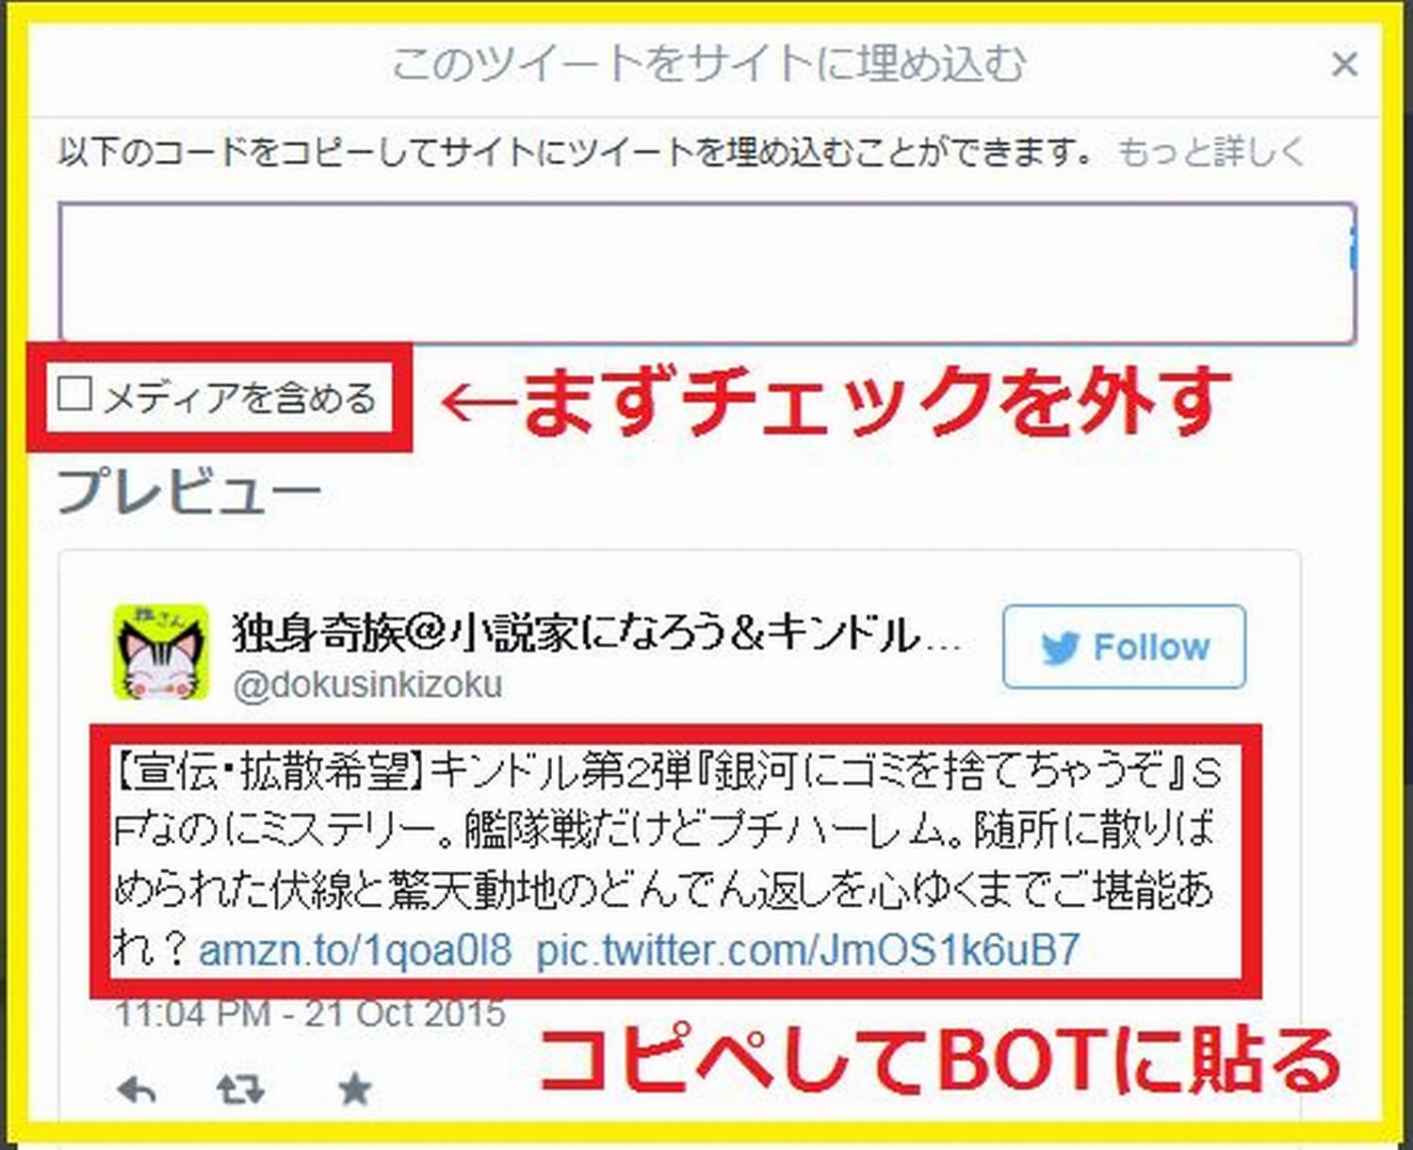 このツイートをサイトに埋め込む ×
以下のコードをコピーしてサイトにツイートを埋め込むことができます。 もっと詳しく
メディアを含める ←まずチェックを外す
プレビュー
独身奇族@小説家になろう&キンドル...
Follow
@dokusinkizoku
【宣伝・拡散希望】キンドル第2弾『銀河にゴミを捨てちゃうぞ』S
Fなのにミステリー。艦隊戦だけどプチハーレム。随所に散りば
められた伏線と驚天動地のどんでん返しを心ゆくまでご堪能あ
れ？amzn.to/1qoa0l8 pic.twitter.com/JmOS1k6uB7
11:04 PM - 21 Oct 2015
コピペしてBOTに貼る